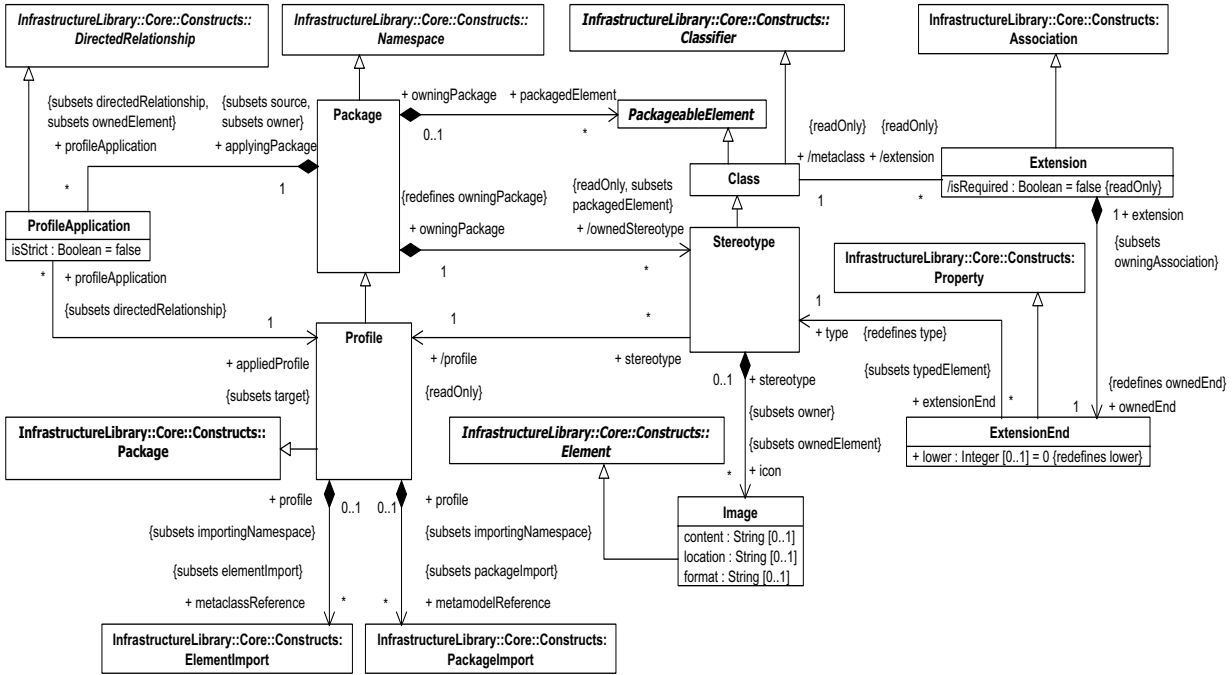 InfrastructureLibrary::Core::Constructs::
DirectedRelationship
InfrastructureLibrary::Core::Constructs::
Namespace
InfrastructureLibrary::Core::Constructs::
Classifier
InfrastructureLibrary::Core::Constructs:
Association
{subsets directedRelationship,
subsets ownedElement}
+ profileApplication
*
{subsets source,
subsets owner}
+ applyingPackage
1
Package
+ owningPackage
0..1
+ packagedElement
*
PackageableElement
{readOnly}
{readOnly}
+ /metaclass
+ /extension
1
*
Class
Extension
/isRequired : Boolean = false {readOnly}
ProfileApplication
isStrict : Boolean = false
{redefines owningPackage}
+ owningPackage
1
{readOnly, subsets
packagedElement}
+ /ownedStereotype
*
Stereotype
1 + extension
{subsets
owningAssociation}
InfrastructureLibrary::Core::Constructs:
Property
*
+ profileApplication
{subsets directedRelationship}
1
+ appliedProfile
{subsets target}
Profile
1
+ /profile
{readOnly}
*
+ stereotype
1
+ type
{redefines type}
{subsets typedElement}
+ extensionEnd
*
{redefines ownedEnd}
1
+ ownedEnd
ExtensionEnd
+ lower : Integer [0..1] = 0 {redefines lower}
0..1
+ stereotype
{subsets owner}
{subsets ownedElement}
+ icon
*
InfrastructureLibrary::Core::Constructs::
Package
InfrastructureLibrary::Core::Constructs::
Element
Image
content : String [0..1]
location : String [0..1]
format : String [0..1]
+ profile
0..1
{subsets importingNamespace}
{subsets elementImport}
+ metaclassReference
*
0..1
+ profile
{subsets importingNamespace}
{subsets packageImport}
*
+ metamodelReference
InfrastructureLibrary::Core::Constructs:
ElementImport
InfrastructureLibrary::Core::Constructs:
PackageImport